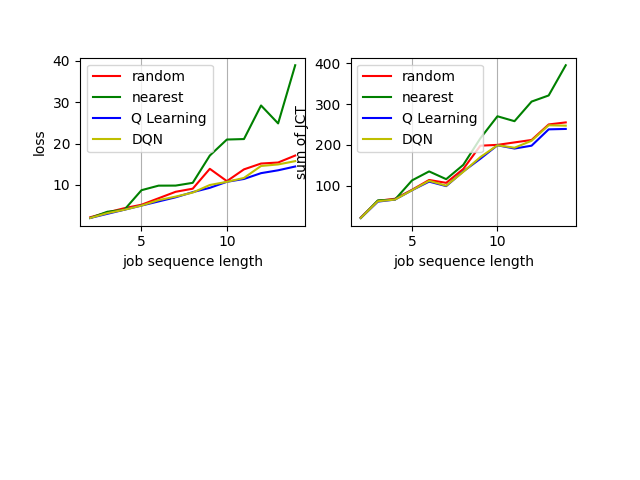 40
30
20
10
loss
random
nearest
Q Learning
DQN
5
10
job sequence length
400
300
200
100
sum of JCT
random
nearest
Q Learning
DQN
5
10
job sequence length